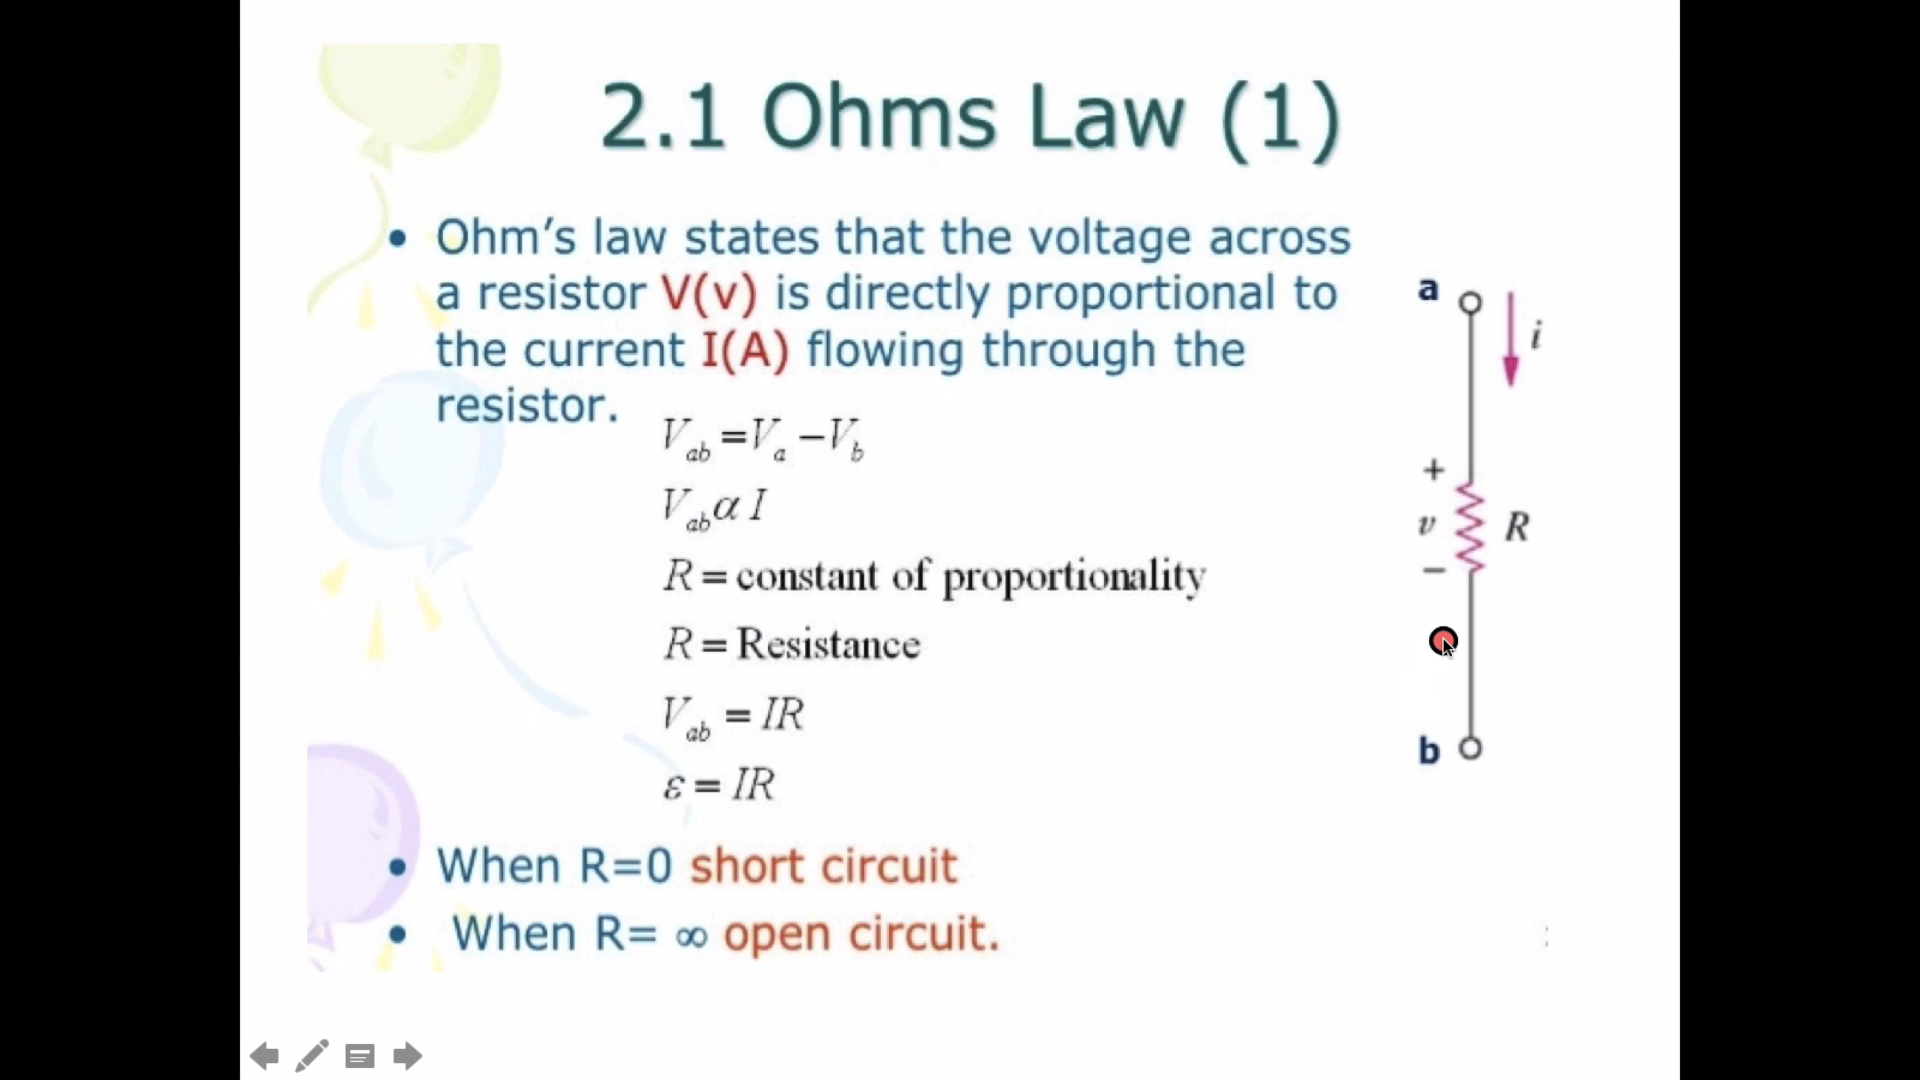 2.1 Ohms Law (1)
• Ohm’s law states that the voltage across
a resistor V(v) is directly proportional to
the current I(A) flowing through the
resistor.
V_ab = V_a − V_b
V_ab α I
R = constant of proportionality
R = Resistance
V_ab = IR
ε = IR
• When R=0 short circuit
• When R= ∞ open circuit.
a
i
+
v R
−
b